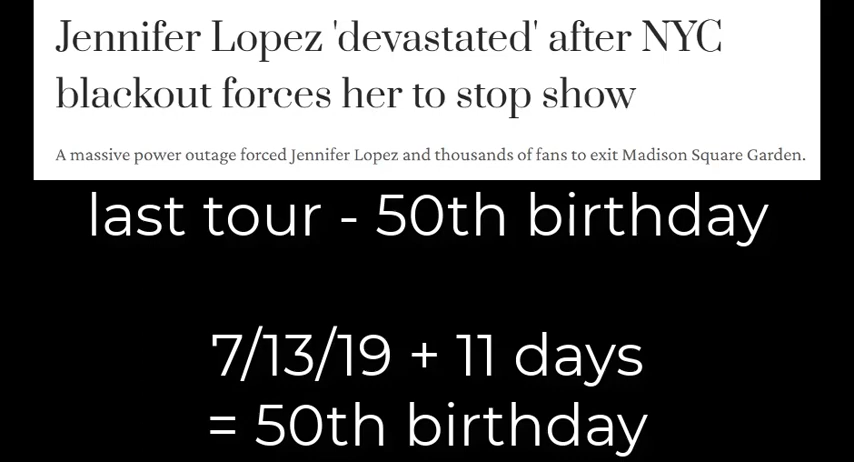 Jennifer Lopez 'devastated' after NYC
blackout forces her to stop show
A massive power outage forced Jennifer Lopez and thousands of fans to exit Madison Square Garden.
last tour - 50th birthday
7/13/19 + 11 days
= 50th birthday